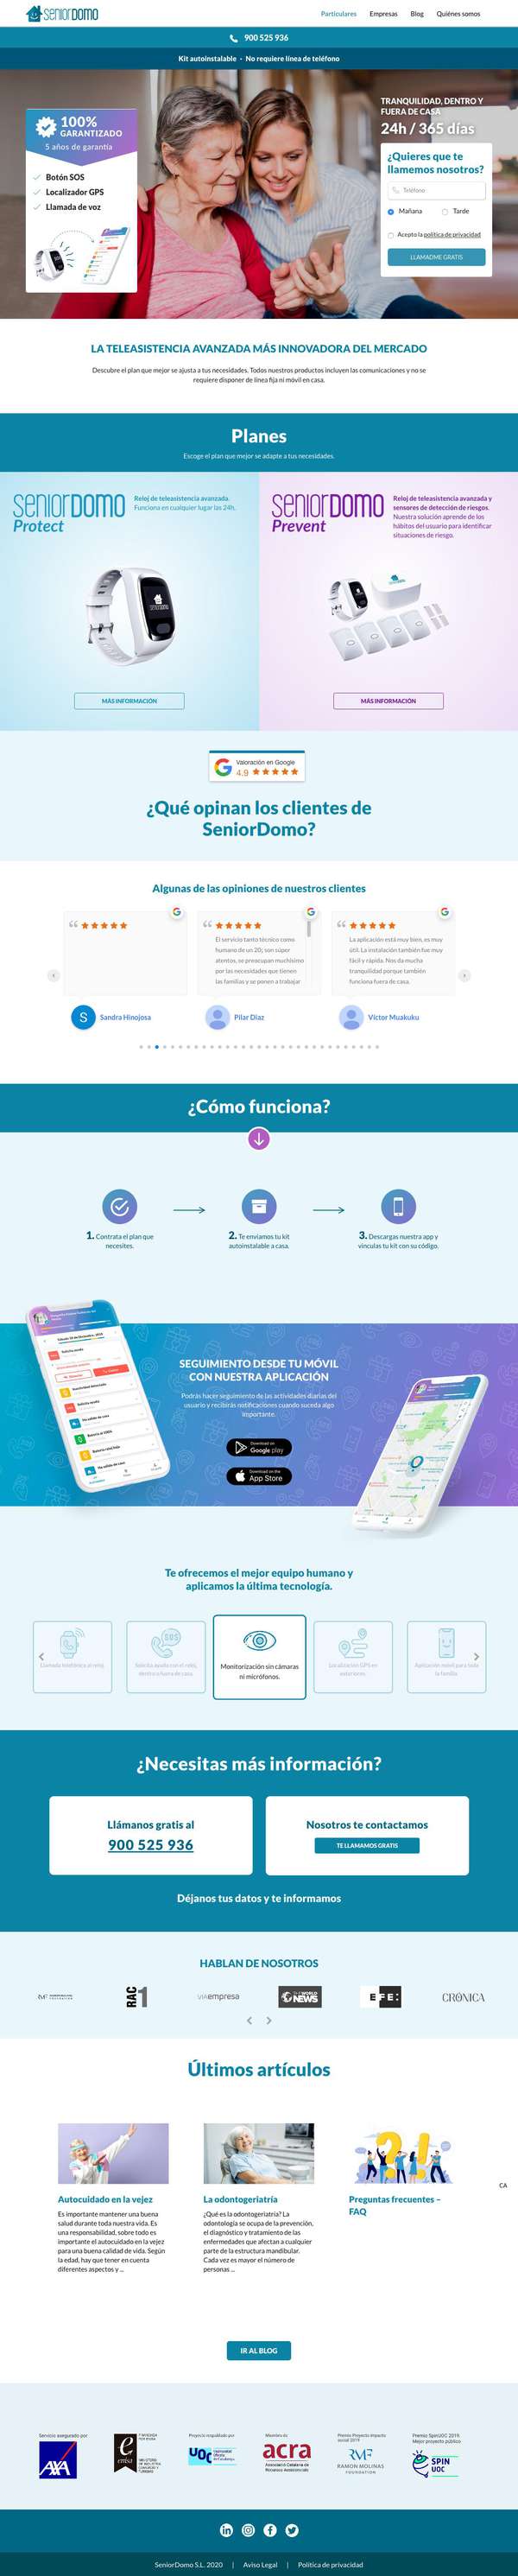 SeniorDOMO
Particulares
Empresas
Blog
Quiénes somos
900 525 936
Kit autoinstalable - No requiere línea de teléfono
100%
GARANTIZADO
5 años de garantía
Botón SOS
Localizador GPS
Llamada de voz
TRANQUILIDAD, DENTRO Y
FUERA DE CASA
24h / 365 días
¿Quieres que te
llamemos nosotros?
Teléfono
Mañana
Tarde
Acepto la política de privacidad
LLAMADME GRATIS
LA TELEASISTENCIA AVANZADA MÁS INNOVADORA DEL MERCADO
Descubre el plan que mejor se ajusta a tus necesidades. Todos nuestros productos incluyen las comunicaciones y no se
requiere disponer de línea fija ni móvil en casa.
Planes
Escoge el plan que mejor se adapte a tus necesidades.
seniorDOMO
Protect
Reloj de teleasistencia avanzada.
Funciona en cualquier lugar las 24h.
MÁS INFORMACIÓN
seniorDOMO
Prevent
Reloj de teleasistencia avanzada y
sensores de detección de riesgos.
Nuestra solución aprende de los
hábitos del usuario para identificar
situaciones de riesgo.
MÁS INFORMACIÓN
Valoración en Google
4.9
¿Qué opinan los clientes de
SeniorDomo?
Algunas de las opiniones de nuestros clientes
S
Sandra Hinojosa
El servicio tanto técnico como
humano de un 20, son súper
atentos, se preocupan muchísimo
por las necesidades que tienen
las familias y se ponen a trabajar
Pilar Diaz
La aplicación está muy bien, es muy
útil. La instalación también fue muy
fácil y rápida. Nos da mucha
tranquilidad porque también
funciona fuera de casa.
Víctor Muakuku
¿Cómo funciona?
1. Contrata el plan que
necesites.
2. Te enviamos tu kit
autoinstalable a casa.
3. Descargas nuestra app y
vinculas tu kit con su código.
SEGUIMIENTO DESDE TU MÓVIL
CON NUESTRA APLICACIÓN
Podrás hacer seguimiento de las actividades diarias del
usuario y recibirás notificaciones cuando suceda algo
importante.
Download on
Google play
Download on the
App Store
Te ofrecemos el mejor equipo humano y
aplicamos la última tecnología.
Llamada telefónica al reloj.
SOS
Solicita ayuda con el reloj,
dentro o fuera de casa.
Monitorización sin cámaras
ni micrófonos.
Localización GPS en
exteriores.
Aplicación móvil para toda
la familia.
¿Necesitas más información?
Llámanos gratis al
900 525 936
Nosotros te contactamos
TE LLAMAMOS GRATIS
Déjanos tus datos y te informamos
HABLAN DE NOSOTROS
RAC1
VIAempresa
WORLD
NEWS
EFE:
CRÓNICA
Últimos artículos
CA
Autocuidado en la vejez
Es importante mantener una buena
salud durante toda nuestra vida. Es
una responsabilidad, sobre todo es
importante el autocuidado en la vejez
para una buena calidad de vida. Según
la edad, hay que tener en cuenta
diferentes aspectos y ...
La odontogeriatría
¿Qué es la odontogeriatría? La
odontología se ocupa de la prevención,
el diagnóstico y tratamiento de las
enfermedades que afectan a cualquier
parte de la estructura mandibular.
Cada vez es mayor el número de
personas ...
Preguntas frecuentes –
FAQ
IR AL BLOG
Servicio asegurado por
AXA
e
enisa
Proyecto respaldado por
UOC
Miembro de
acra
Associació Catalana de
Recursos Assistencials
Premio Proyecto Impacto
social 2019
RMF
RAMON MOLINAS
FOUNDATION
Premio SpinUOC 2019
Mejor proyecto público
SPIN
UOC
SeniorDomo S.L. 2020 | Aviso Legal | Política de privacidad